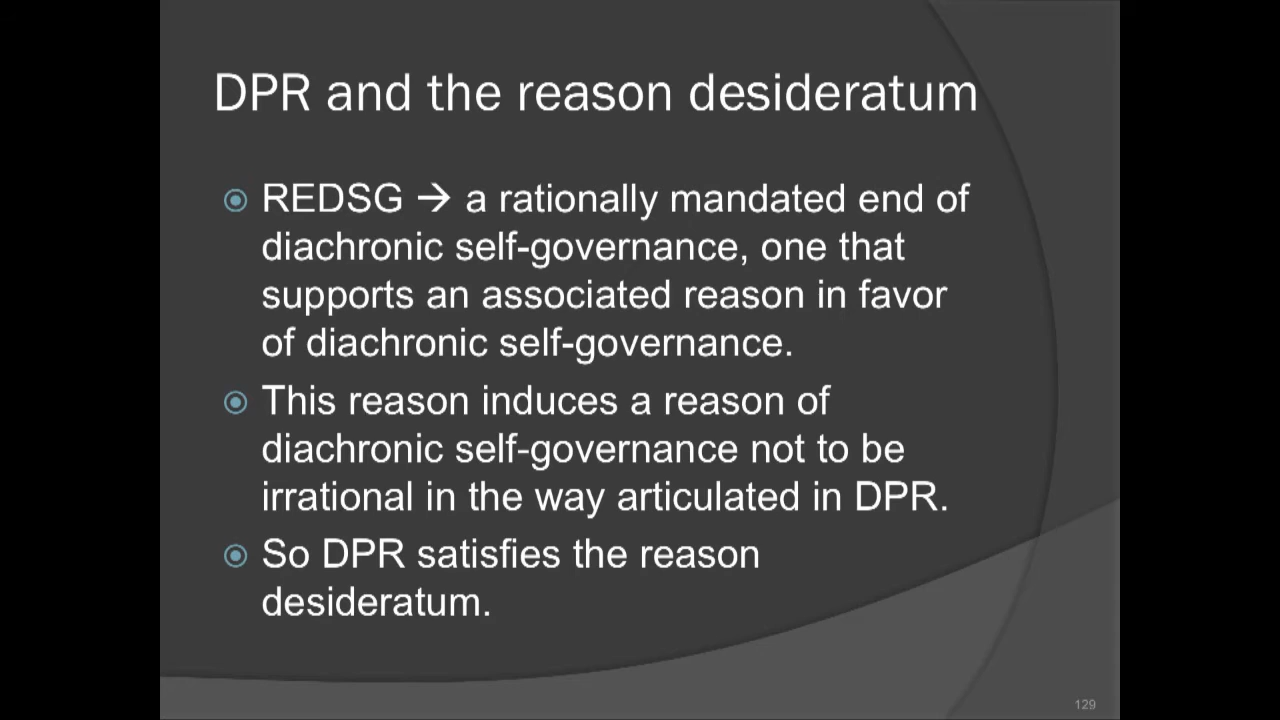 DPR and the reason desideratum
REDSG → a rationally mandated end of
diachronic self-governance, one that
supports an associated reason in favor
of diachronic self-governance.
This reason induces a reason of
diachronic self-governance not to be
irrational in the way articulated in DPR.
So DPR satisfies the reason
desideratum.
129